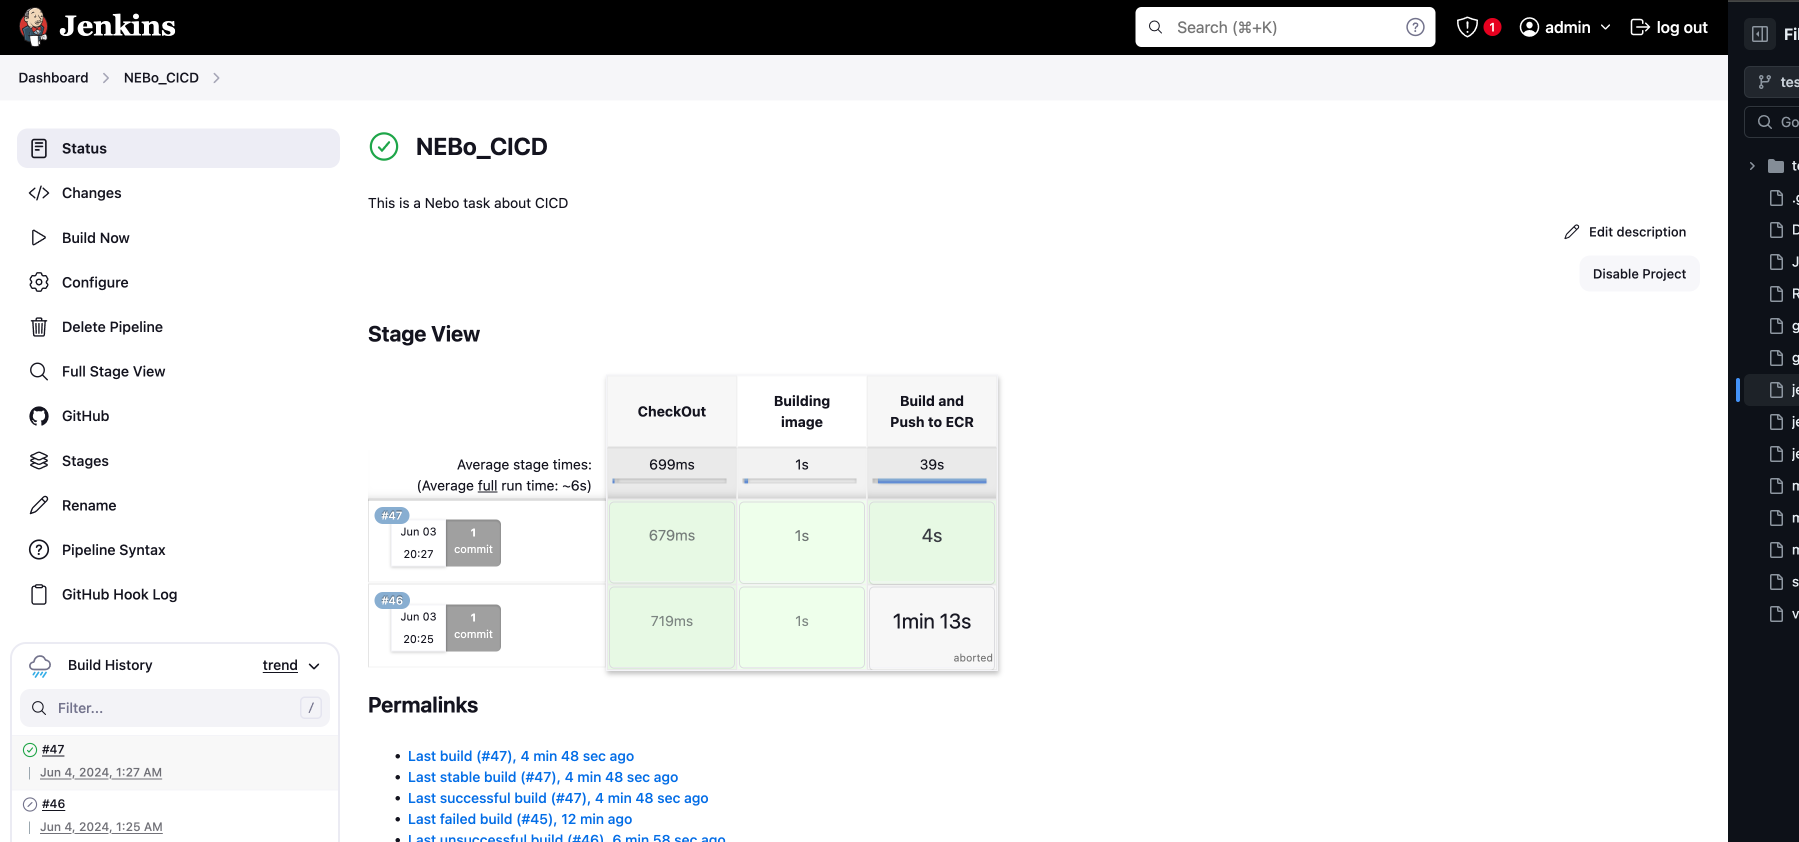 Jenkins
Search (⌘+K)
?
1
admin
log out
Dashboard
NEBo_CICD
Status
Changes
Build Now
Configure
Delete Pipeline
Full Stage View
GitHub
Stages
Rename
Pipeline Syntax
GitHub Hook Log
Build History
trend
Filter...
/
#47
Jun 4, 2024, 1:27 AM
#46
Jun 4, 2024, 1:25 AM
NEBo_CICD
This is a Nebo task about CICD
Edit description
Disable Project
Stage View
CheckOut
Building image
Build and Push to ECR
Average stage times:
699ms
1s
39s
(Average full run time: ~6s)
#47
Jun 03
20:27
1
commit
679ms
1s
4s
#46
Jun 03
20:25
1
commit
719ms
1s
1min 13s
aborted
Permalinks
• Last build (#47), 4 min 48 sec ago
• Last stable build (#47), 4 min 48 sec ago
• Last successful build (#47), 4 min 48 sec ago
• Last failed build (#45), 12 min ago
• Last unsuccessful build (#46), 6 min 58 sec ago